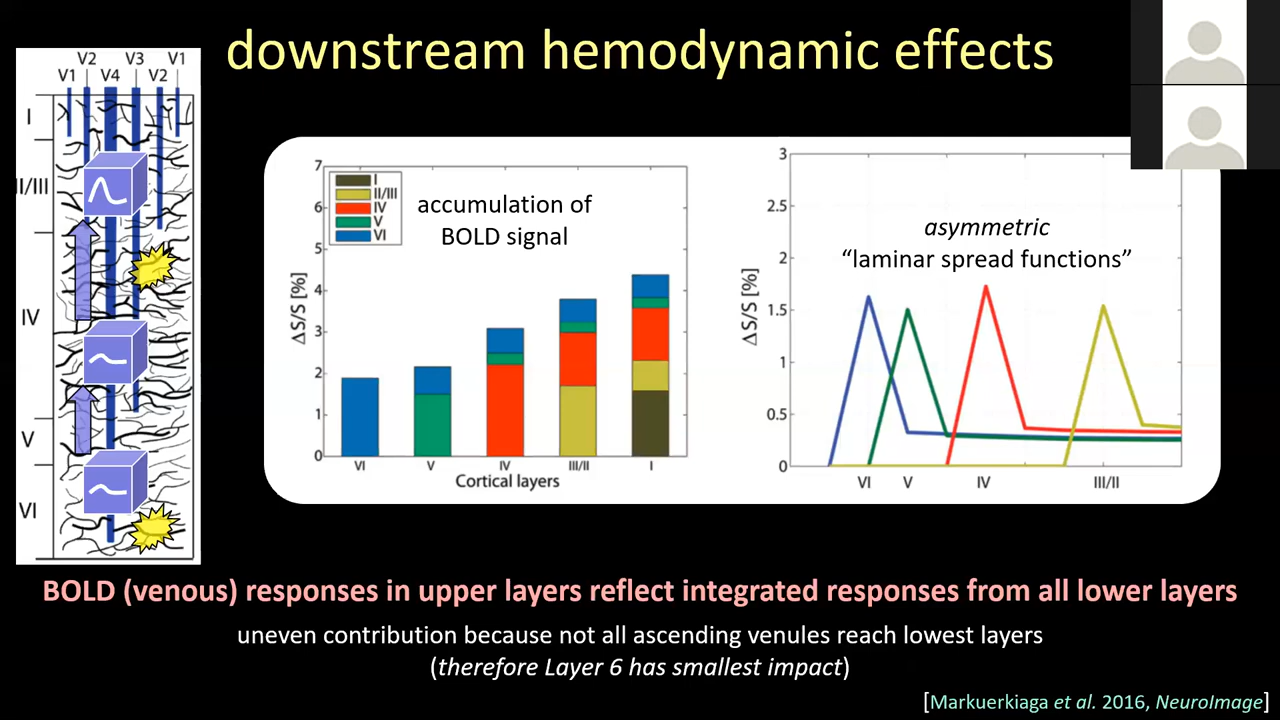 downstream hemodynamic effects
V2 V3 V1
V1 V4 V2
I
II/III
IV
V
VI
7
6
5
4
3
2
1
0
ΔS/S [%]
I
II/III
IV
V
VI
accumulation of
BOLD signal
VI V IV III/II I
Cortical layers
3
2.5
2
1.5
1
0.5
0
ΔS/S [%]
asymmetric
“laminar spread functions”
VI V IV III/II
BOLD (venous) responses in upper layers reflect integrated responses from all lower layers
uneven contribution because not all ascending venules reach lowest layers
(therefore Layer 6 has smallest impact)
[Markuerkiaga et al. 2016, NeuroImage]